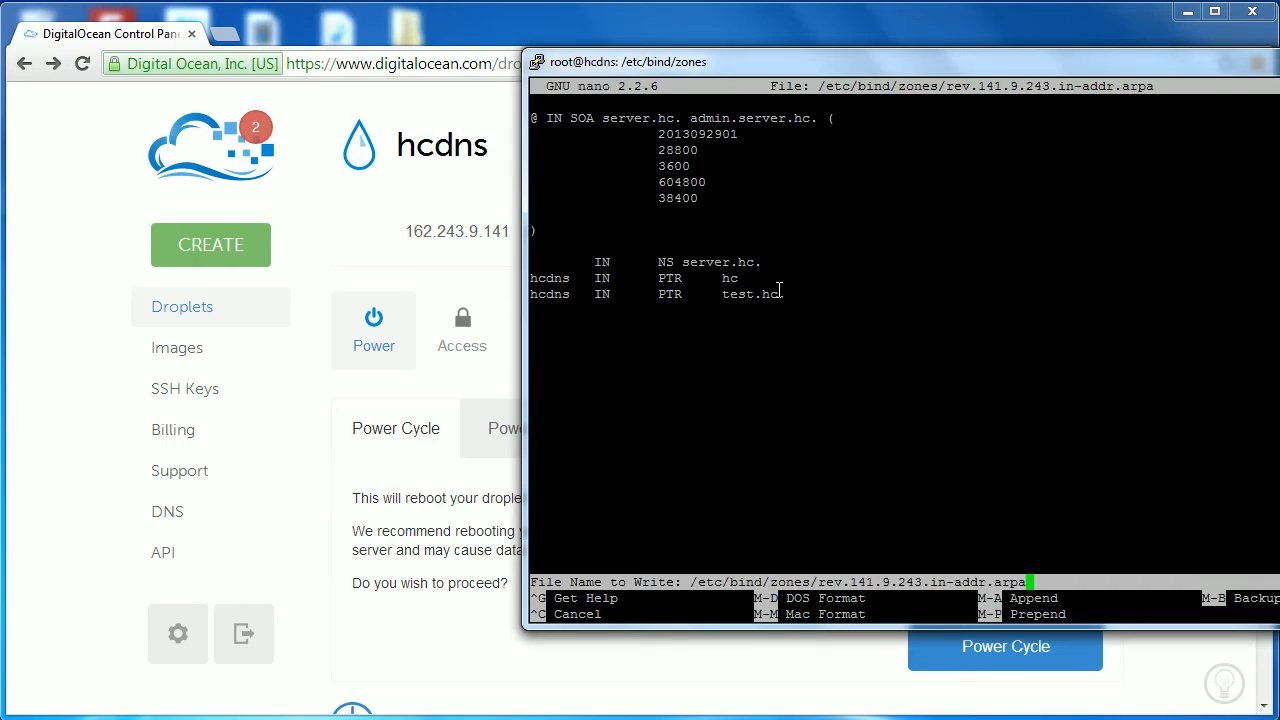 DigitalOcean Control Pane
Digital Ocean, Inc. [US]
https://www.digitalocean.com/dro
2
hcdns
162.243.9.141
CREATE
Droplets
Images
SSH Keys
Billing
Support
DNS
API
Power
Access
Power Cycle
Powe
This will reboot your droplet
We recommend rebooting
server and may cause data
Do you wish to proceed?
Power Cycle
root@hcdns: /etc/bind/zones
GNU nano 2.2.6 File: /etc/bind/zones/rev.141.9.243.in-addr.arpa
@ IN SOA server.hc. admin.server.hc. (
2013092901
28800
3600
604800
38400
)
IN NS server.hc.
hcdns IN PTR hc
hcdns IN PTR test.hc.
File Name to Write: /etc/bind/zones/rev.141.9.243.in-addr.arpa
^G Get Help M-D DOS Format M-A Append M-B Backup
^C Cancel M-M Mac Format M-P Prepend